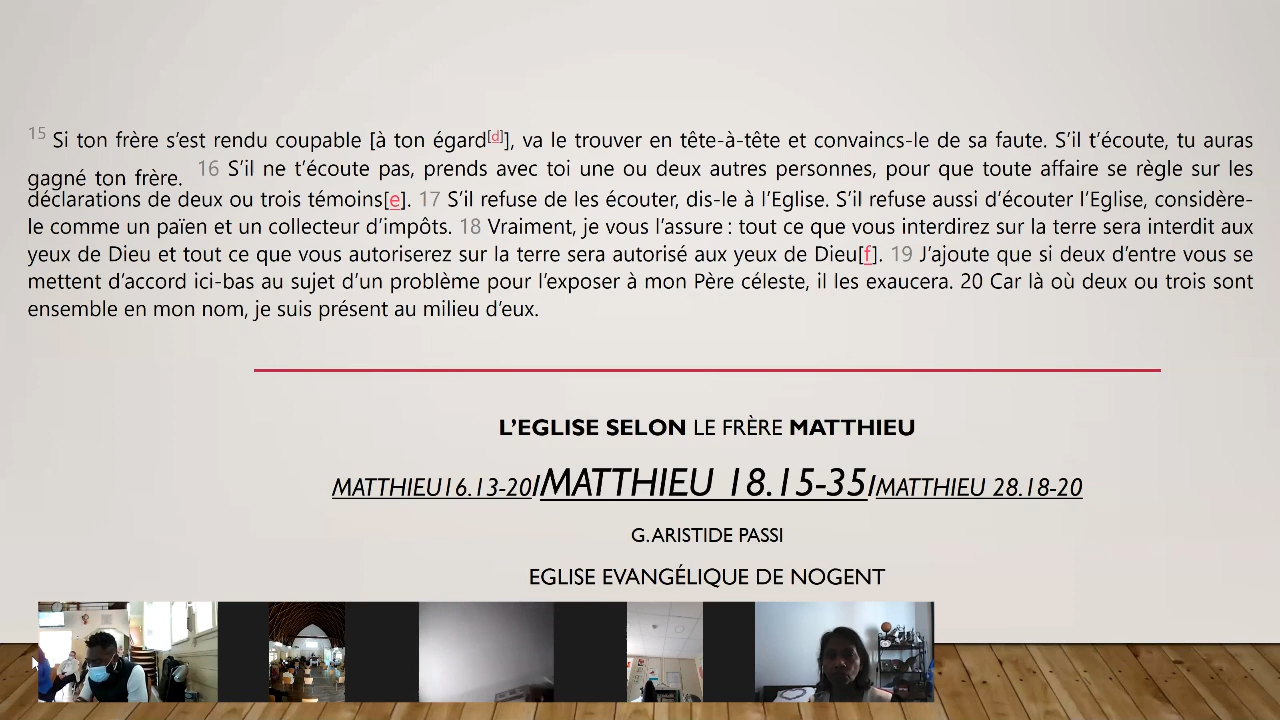 15 Si ton frère s’est rendu coupable [à ton égard[d]], va le trouver en tête-à-tête et convaincs-le de sa faute. S’il t’écoute, tu auras
gagné ton frère. 16 S’il ne t’écoute pas, prends avec toi une ou deux autres personnes, pour que toute affaire se règle sur les
déclarations de deux ou trois témoins[e]. 17 S’il refuse de les écouter, dis-le à l’Eglise. S’il refuse aussi d’écouter l’Eglise, considère-
le comme un païen et un collecteur d’impôts. 18 Vraiment, je vous l’assure : tout ce que vous interdirez sur la terre sera interdit aux
yeux de Dieu et tout ce que vous autoriserez sur la terre sera autorisé aux yeux de Dieu[f]. 19 J’ajoute que si deux d’entre vous se
mettent d’accord ici-bas au sujet d’un problème pour l’exposer à mon Père céleste, il les exaucera. 20 Car là où deux ou trois sont
ensemble en mon nom, je suis présent au milieu d’eux.
L’EGLISE SELON LE FRÈRE MATTHIEU
MATTHIEU16.13-20/MATTHIEU 18.15-35/MATTHIEU 28.18-20
G. ARISTIDE PASSI
EGLISE EVANGÉLIQUE DE NOGENT